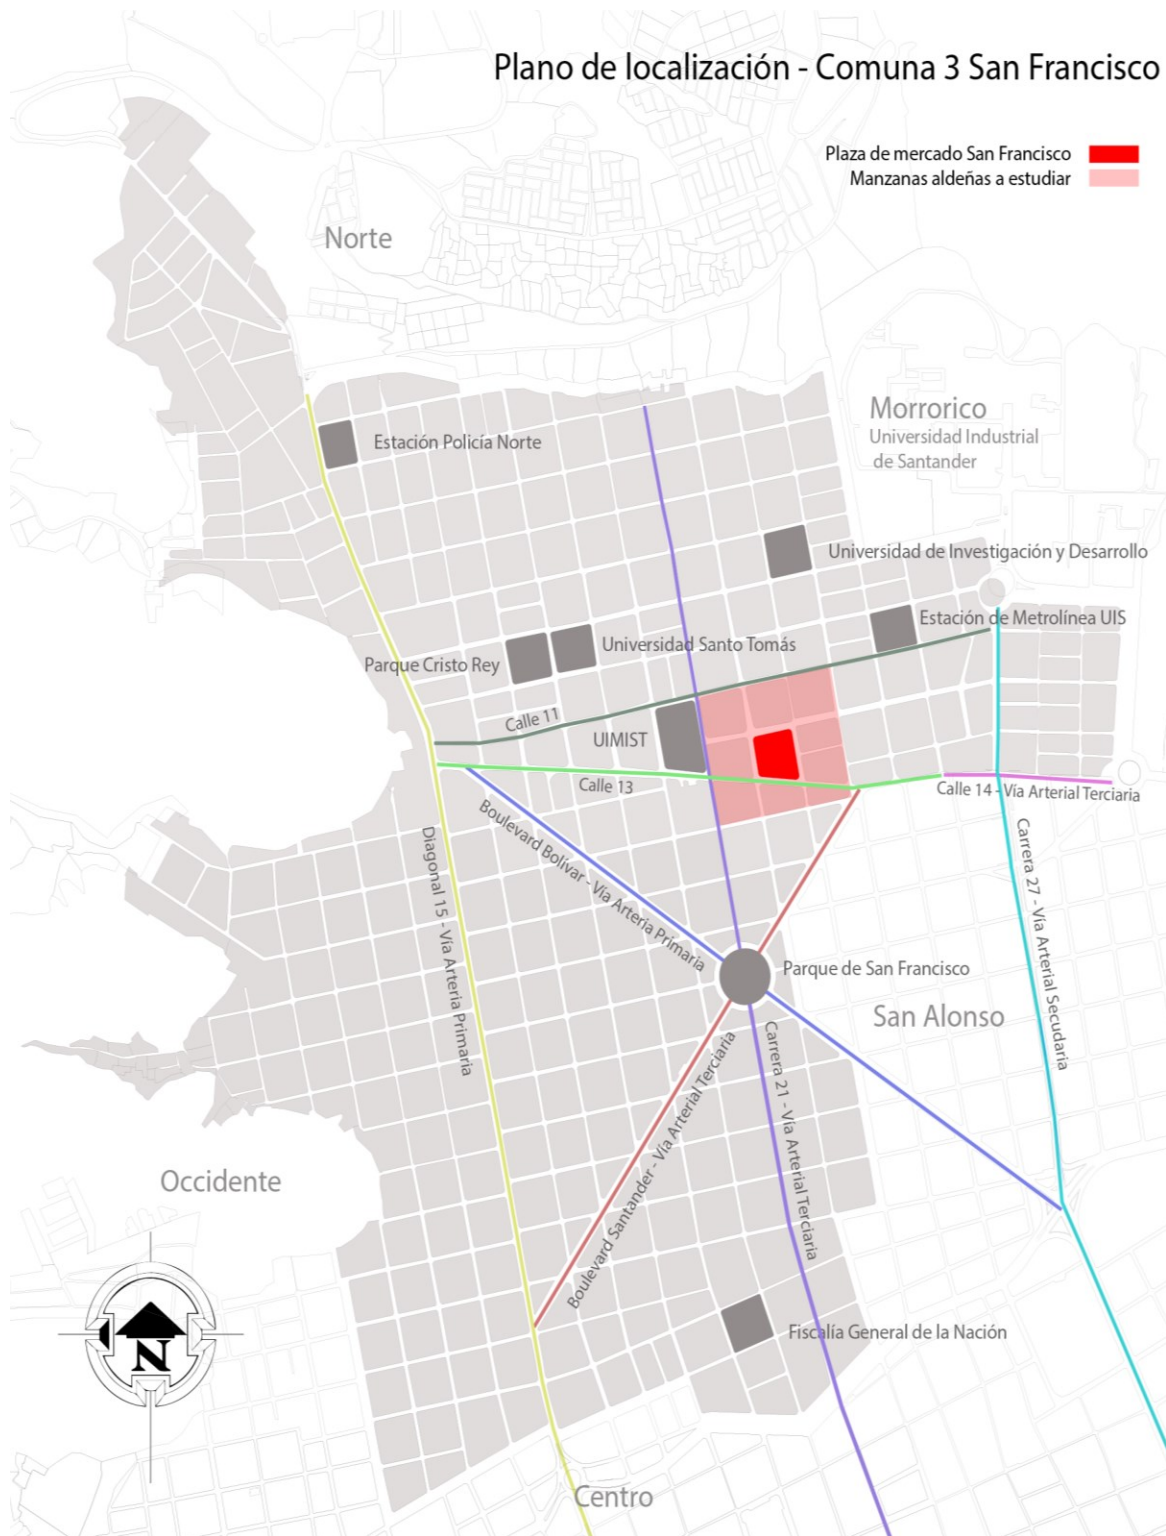 Plano de localización - Comuna 3 San Francisco
Plaza de mercado San Francisco
Manzanas aldeñas a estudiar
Norte
Morrorico
Universidad Industrial
de Santander
Estación Policía Norte
Universidad de Investigación y Desarrollo
Estación de Metrolínea UIS
Universidad Santo Tomás
Parque Cristo Rey
Calle 11
UIMIST
Calle 13
Calle 14 - Vía Arterial Terciaria
Boulevard Bolivar - Vía Arteria Primaria
Diagonal 15 - Vía Arteria Primaria
Carrera 27 - Vía Arterial Secudaria
Parque de San Francisco
San Alonso
Carrera 21 - Vía Arterial Terciaria
Boulevard Santander - Vía Arterial Terciaria
Occidente
N
Fiscalía General de la Nación
Centro